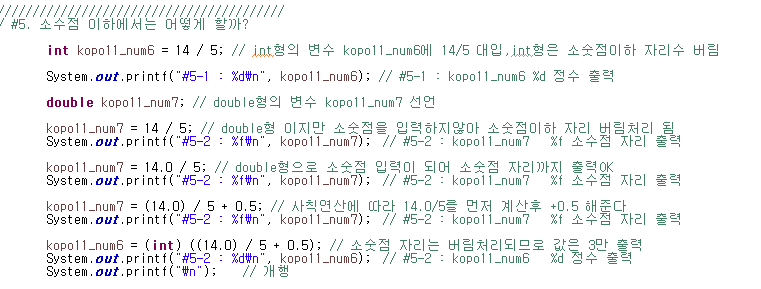 //////////////////////////////////////////
/ #5. 소수점 이하에서는 어떻게 할까?
int kopo11_num6 = 14 / 5; // int형의 변수 kopo11_num6에 14/5 대입,int형은 소숫점이하 자리수 버림
System.out.printf("#5-1 : %d₩n", kopo11_num6); // #5-1 : kopo11_num6 %d 정수 출력
double kopo11_num7; // double형의 변수 kopo11_num7 선언
kopo11_num7 = 14 / 5; // double형 이지만 소숫점을 입력하지않아 소숫점이하 자리 버림처리 됨
System.out.printf("#5-2 : %f₩n", kopo11_num7); // #5-2 : kopo11_num7 %f 소수점 자리 출력
kopo11_num7 = 14.0 / 5; // double형으로 소숫점 입력이 되어 소숫점 자리까지 출력OK
System.out.printf("#5-2 : %f₩n", kopo11_num7); // #5-2 : kopo11_num7 %f 소수점 자리 출력
kopo11_num7 = (14.0) / 5 + 0.5; // 사칙연산에 따라 14.0/5를 먼저 계산후 +0.5 해준다
System.out.printf("#5-2 : %f₩n", kopo11_num7); // #5-2 : kopo11_num7 %f 소수점 자리 출력
kopo11_num6 = (int) ((14.0) / 5 + 0.5); // 소숫점 자리는 버림처리되므로 값은 3만 출력
System.out.printf("#5-2 : %d₩n", kopo11_num6); // #5-2 : kopo11_num6 %d 정수 출력
System.out.printf("₩n"); // 개행